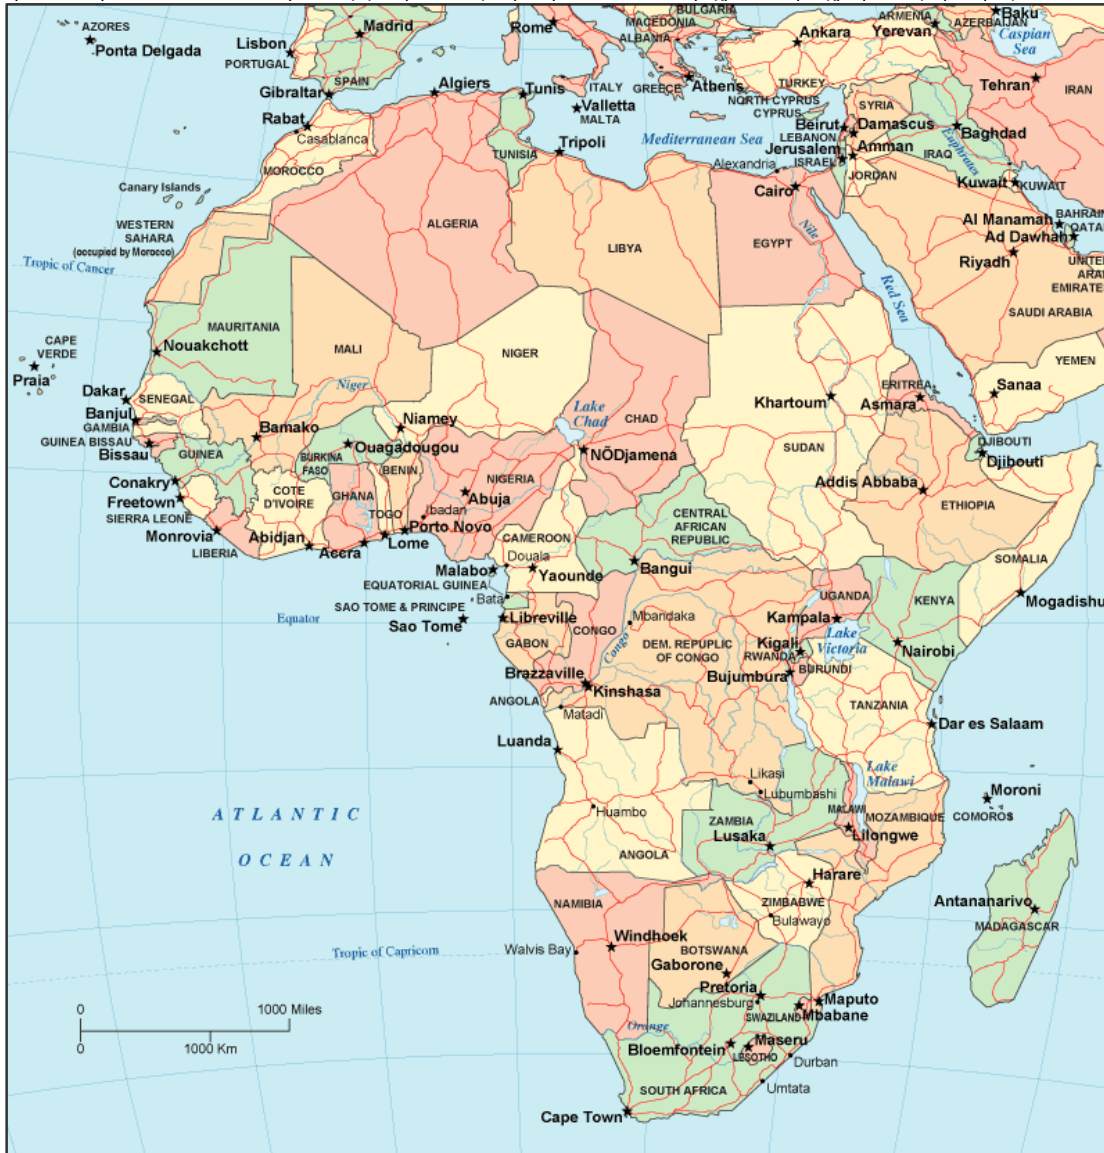 AZORES
Ponta Delgada
Lisbon
PORTUGAL
Madrid
SPAIN
Gibraltar
Rome
ITALY
MACEDONIA
ALBANIA
BULGARIA
GREECE
Athens
Ankara
TURKEY
ARMENIA
Yerevan
AZERBAIJAN
Baku
Caspian
Sea
Tehran
IRAN
Algiers
Tunis
Valletta
MALTA
NORTH CYPRUS
CYPRUS
SYRIA
Beirut
LEBANON
Damascus
Baghdad
Rabat
Casablanca
MOROCCO
TUNISIA
Tripoli
Mediterranean Sea
Jerusalem
ISRAEL
Amman
JORDAN
IRAQ
Euphrates
Alexandria
Cairo
Kuwait
KUWAIT
Canary Islands
WESTERN
SAHARA
(occupied by Morocco)
Tropic of Cancer
ALGERIA
LIBYA
EGYPT
Nile
Red Sea
Al Manamah
BAHRAIN
Ad Dawhah
QATAR
Riyadh
UNITED
ARAB
EMIRATES
SAUDI ARABIA
YEMEN
Sanaa
CAPE
VERDE
Praia
MAURITANIA
Nouakchott
MALI
Niger
NIGER
CHAD
Lake
Chad
NÕDjamena
Khartoum
SUDAN
ERITREA
Asmara
DJIBOUTI
Djibouti
Dakar
SENEGAL
Banjul
GAMBIA
GUINEA BISSAU
Bissau
GUINEA
Bamako
Niamey
Ouagadougou
BURKINA
FASO
BENIN
NIGERIA
Abuja
Ibadan
Conakry
Freetown
SIERRA LEONE
Monrovia
LIBERIA
COTE
D'IVOIRE
Abidjan
GHANA
TOGO
Accra
Lome
Porto Novo
CENTRAL
AFRICAN
REPUBLIC
Addis Abbaba
ETHIOPIA
SOMALIA
Mogadishu
CAMEROON
Douala
Malabo
Yaounde
Bangui
EQUATORIAL GUINEA
Bata
SAO TOME & PRINCIPE
Sao Tome
Equator
Libreville
GABON
CONGO
Congo
Mbandaka
DEM. REPUBLIC
OF CONGO
UGANDA
Kampala
KENYA
Nairobi
Lake
Victoria
Kigali
RWANDA
BURUNDI
Bujumbura
Brazzaville
Kinshasa
ANGOLA
Matadi
TANZANIA
Dar es Salaam
Luanda
Likasi
Lubumbashi
Lake
Malawi
Moroni
COMOROS
ATLANTIC
OCEAN
Huambo
ANGOLA
ZAMBIA
Lusaka
MALAWI
Lilongwe
MOZAMBIQUE
Harare
ZIMBABWE
Bulawayo
Antananarivo
MADAGASCAR
NAMIBIA
Windhoek
Walvis Bay
Tropic of Capricorn
BOTSWANA
Gaborone
Pretoria
Johannesburg
SWAZILAND
Maputo
Mbabane
0
1000 Miles
0
1000 Km
Orange
Bloemfontein
Maseru
LESOTHO
Durban
SOUTH AFRICA
Umtata
Cape Town